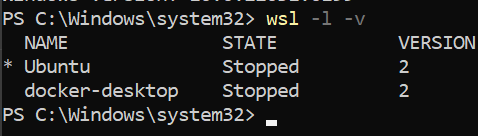 PS C:\Windows\system32> wsl -l -v
NAME STATE VERSION
* Ubuntu Stopped 2
docker-desktop Stopped 2
PS C:\Windows\system32>